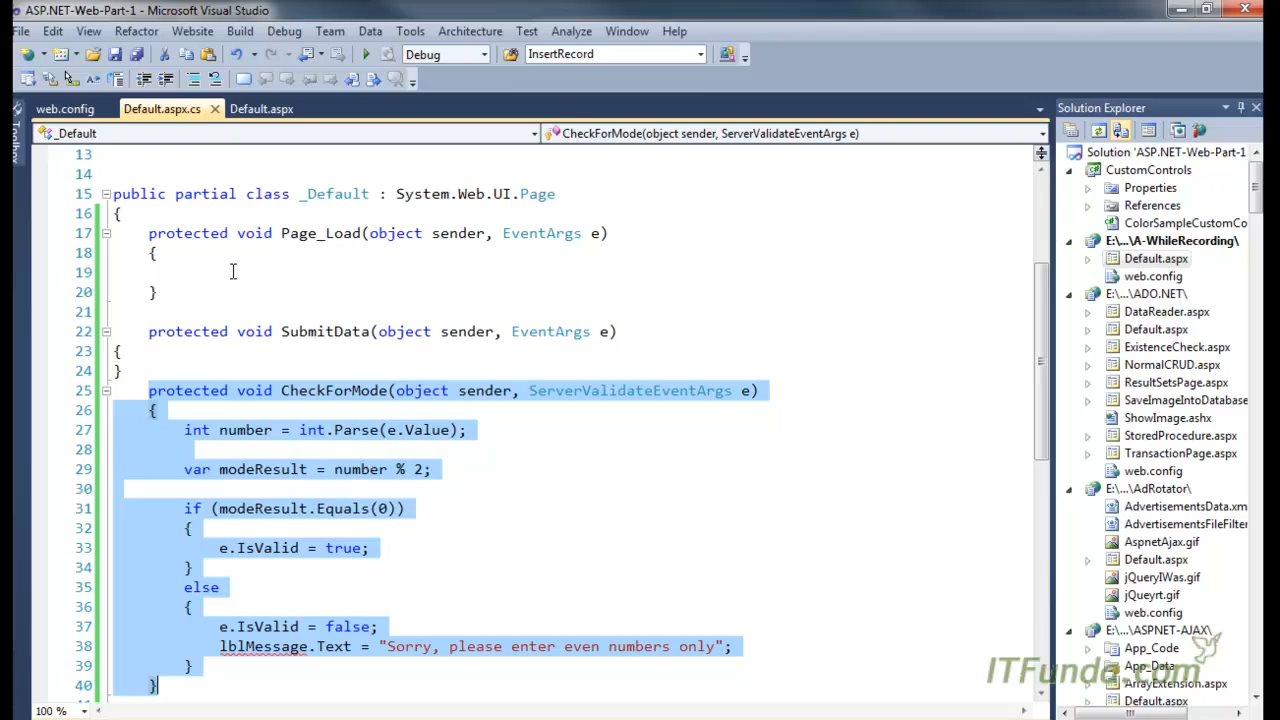 ASP.NET-Web-Part-1 - Microsoft Visual Studio
File Edit View Refactor Website Build Debug Team Data Tools Architecture Test Analyze Window Help
Debug InsertRecord
web.config Default.aspx.cs Default.aspx
_Default CheckForMode(object sender, ServerValidateEventArgs e)
Toolbox
13
14
15 public partial class _Default : System.Web.UI.Page
16 {
17 protected void Page_Load(object sender, EventArgs e)
18 {
19
20 }
21
22 protected void SubmitData(object sender, EventArgs e)
23 {
24 }
25 protected void CheckForMode(object sender, ServerValidateEventArgs e)
26 {
27 int number = int.Parse(e.Value);
28
29 var modeResult = number % 2;
30
31 if (modeResult.Equals(0))
32 {
33 e.IsValid = true;
34 }
35 else
36 {
37 e.IsValid = false;
38 lblMessage.Text = "Sorry, please enter even numbers only";
39 }
40 }
100 %
Solution Explorer
Solution 'ASP.NET-Web-Part-1
CustomControls
Properties
References
ColorSampleCustomCo
E:\...\A-WhileRecording\
Default.aspx
web.config
E:\...\ADO.NET\
DataReader.aspx
Default.aspx
ExistenceCheck.aspx
NormalCRUD.aspx
ResultSetsPage.aspx
SaveImageIntoDatabase
ShowImage.ashx
StoredProcedure.aspx
TransactionPage.aspx
web.config
E:\...\AdRotator\
AdvertisementsData.xm
AdvertisementsFileFilter
AspnetAjax.gif
Default.aspx
jQueryIWas.gif
jQueryrt.gif
web.config
E:\...\ASPNET-AJAX\
App_Code
App_Data
ArrayExtension.aspx
Default.aspx
ITFunda.com